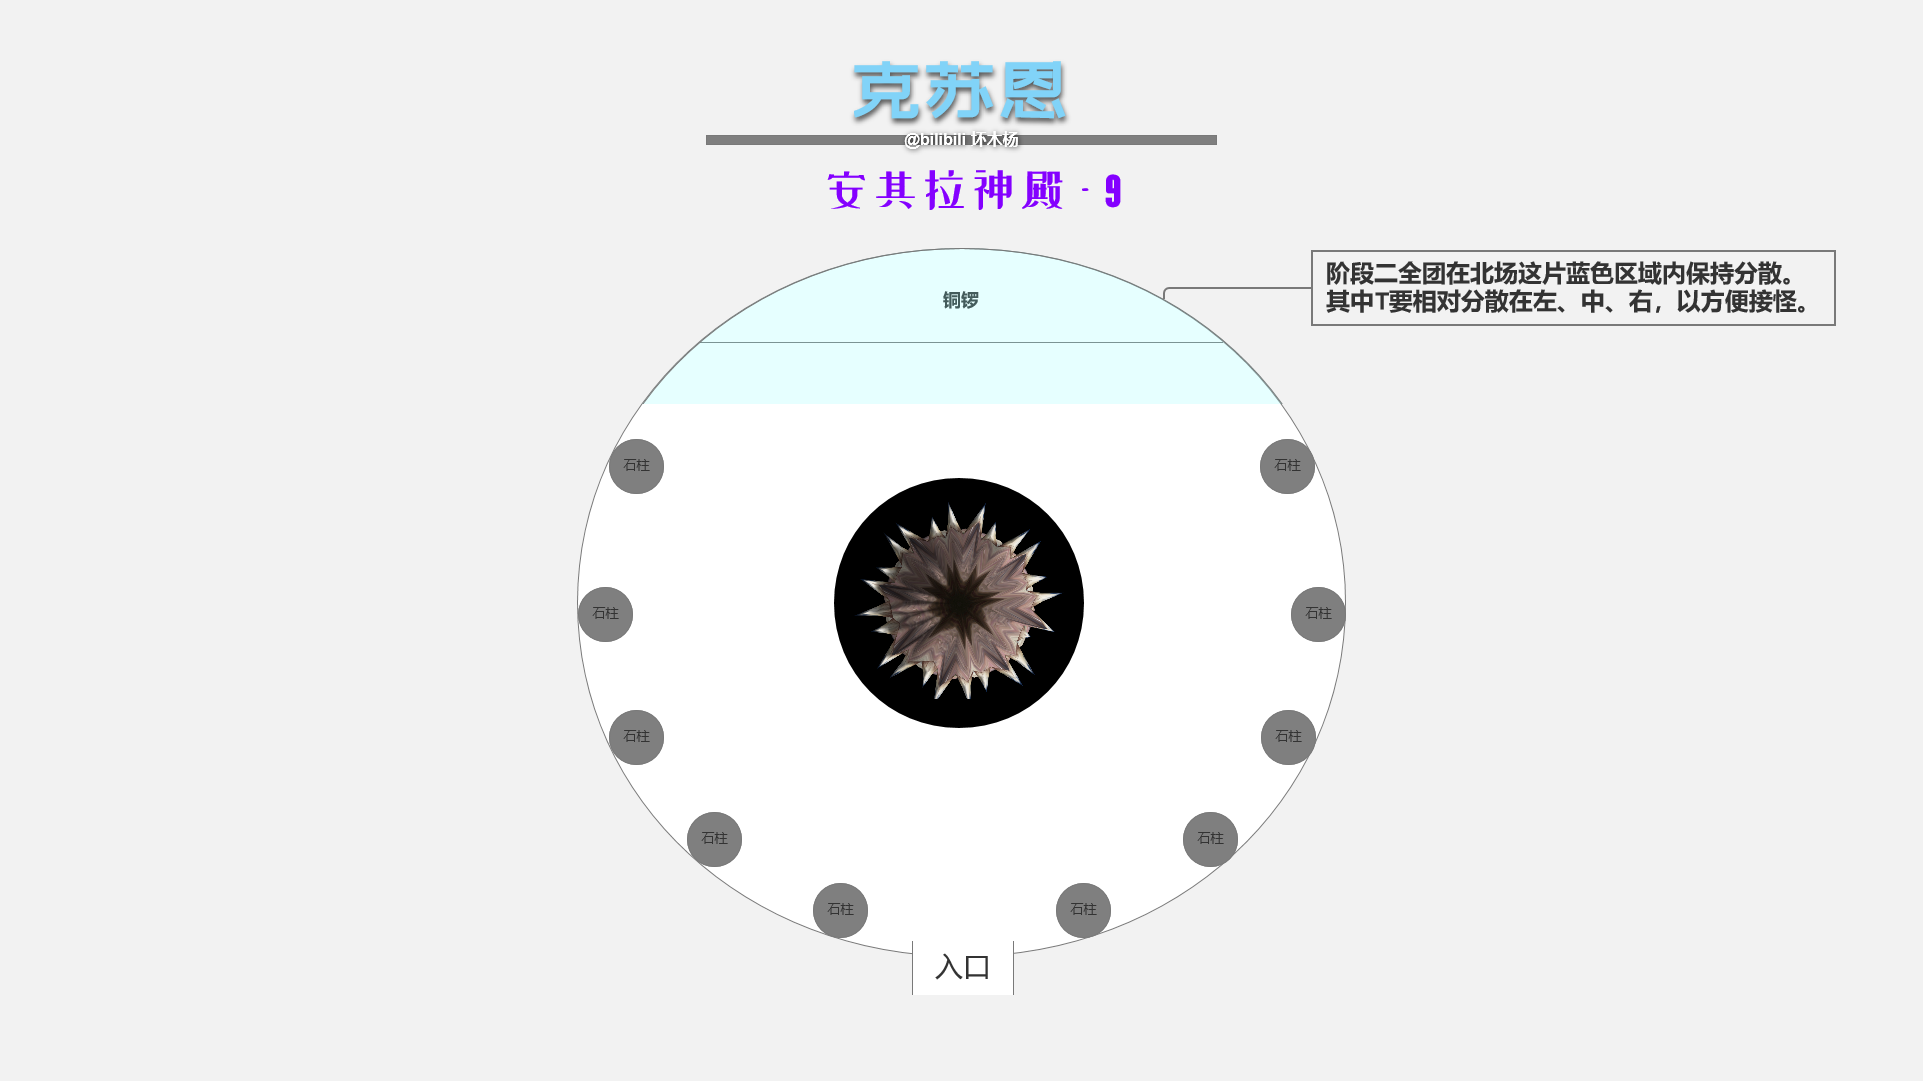 克苏恩
@bilibili 坏木杨
安其拉神殿-9
阶段二全团在北场这片蓝色区域内保持分散。
其中T要相对分散在左、中、右，以方便接怪。
铜锣
石柱
石柱
石柱
石柱
石柱
石柱
石柱
石柱
石柱
石柱
入口